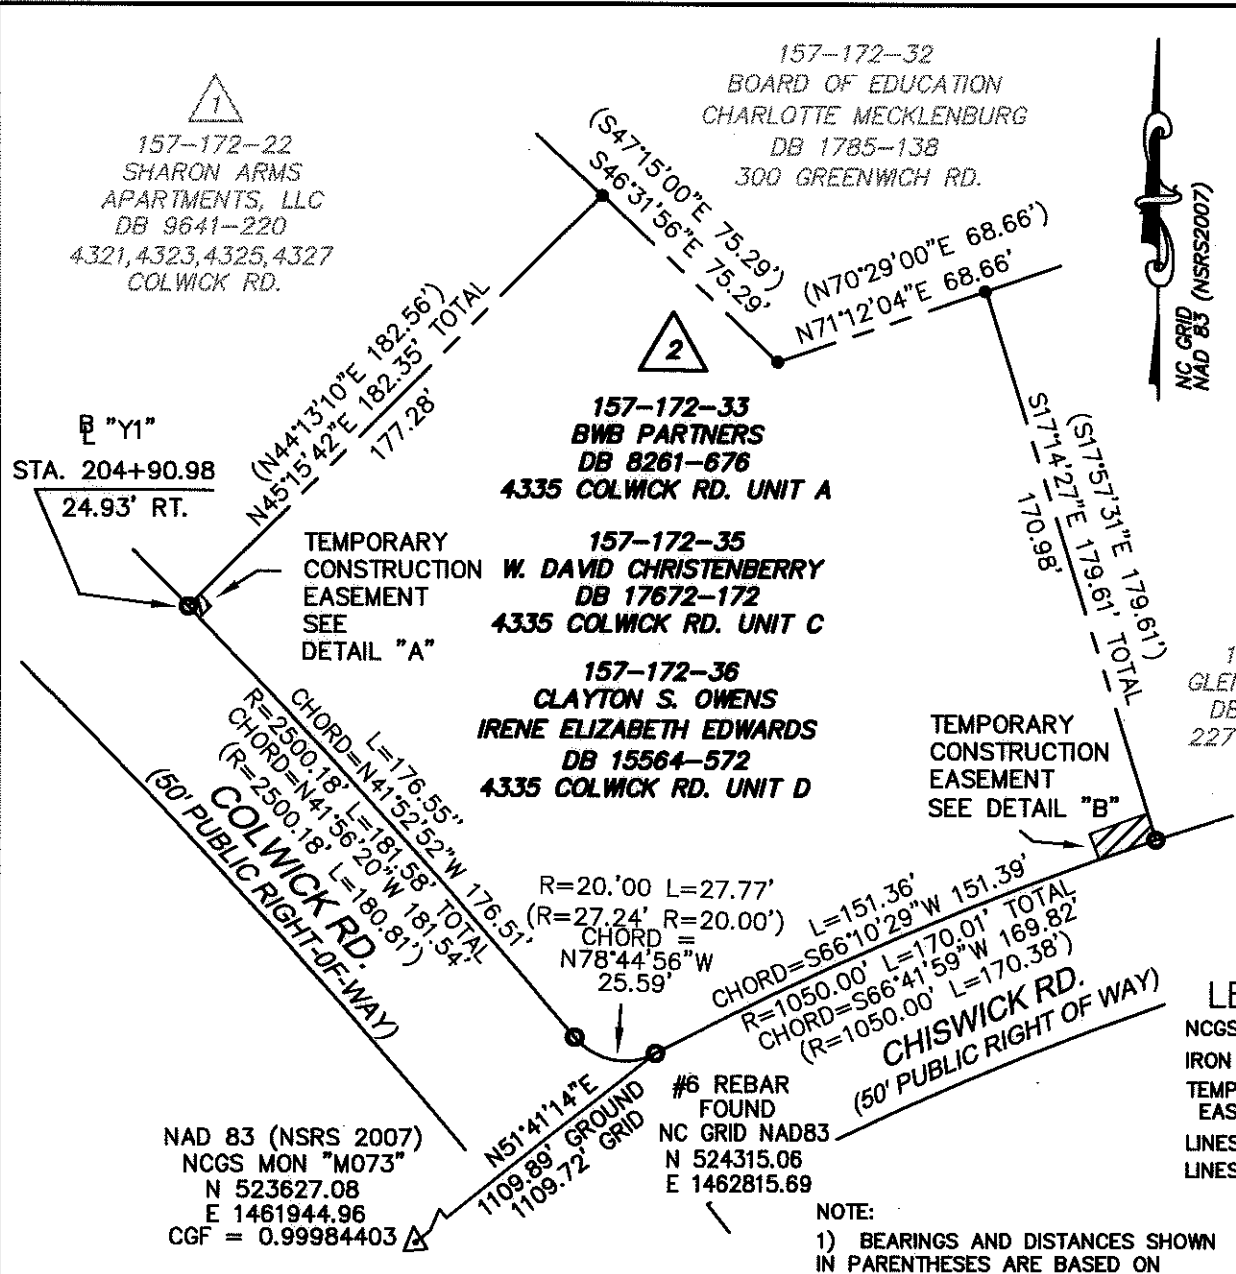 1
157-172-22
SHARON ARMS
APARTMENTS, LLC
DB 9641-220
4321,4323,4325,4327
COLWICK RD.
157-172-32
BOARD OF EDUCATION
CHARLOTTE MECKLENBURG
DB 1785-138
300 GREENWICH RD.
NC GRID
NAD 83 (NSRS2007)
(S47°15'00"E 75.29')
S46°31'56"E 75.29'
(N70°29'00"E 68.66')
N71°12'04"E 68.66'
(N44°13'10"E 182.56')
N45°15'42"E 182.35' TOTAL
177.28'
(S17°57'31"E 179.61')
S17°14'27"E 179.61' TOTAL
170.98'
2
157-172-33
BWB PARTNERS
DB 8261-676
4335 COLWICK RD. UNIT A
157-172-35
W. DAVID CHRISTENBERRY
DB 17672-172
4335 COLWICK RD. UNIT C
157-172-36
CLAYTON S. OWENS
IRENE ELIZABETH EDWARDS
DB 15564-572
4335 COLWICK RD. UNIT D
BL "Y1"
STA. 204+90.98
24.93' RT.
TEMPORARY
CONSTRUCTION
EASEMENT
SEE
DETAIL "A"
TEMPORARY
CONSTRUCTION
EASEMENT
SEE DETAIL "B"
1
GLE
DB
227
L=176.55''
CHORD=N41°52'52"W 176.51'
R=2500.18' L=181.58' TOTAL
CHORD=N41°56'20"W 181.54'
(R=2500.18' L=180.81')
COLWICK RD.
(50' PUBLIC RIGHT-OF-WAY)
R=20.'00 L=27.77'
(R=27.24' R=20.00')
CHORD =
N78°44'56"W
25.59'
L=151.36'
CHORD=S66°10'29"W 151.39'
R=1050.00' L=170.01' TOTAL
CHORD=S66°41'59"W 169.82'
(R=1050.00' L=170.38')
CHISWICK RD.
(50' PUBLIC RIGHT OF WAY)
N51°41'14"E
1109.89' GROUND
1109.72' GRID
#6 REBAR
FOUND
NC GRID NAD83
N 524315.06
E 1462815.69
NAD 83 (NSRS 2007)
NCGS MON "M073"
N 523627.08
E 1461944.96
CGF = 0.99984403
LE
NCGS
IRON
TEMP
EAS
LINES
LINES
NOTE:
1) BEARINGS AND DISTANCES SHOWN
IN PARENTHESES ARE BASED ON